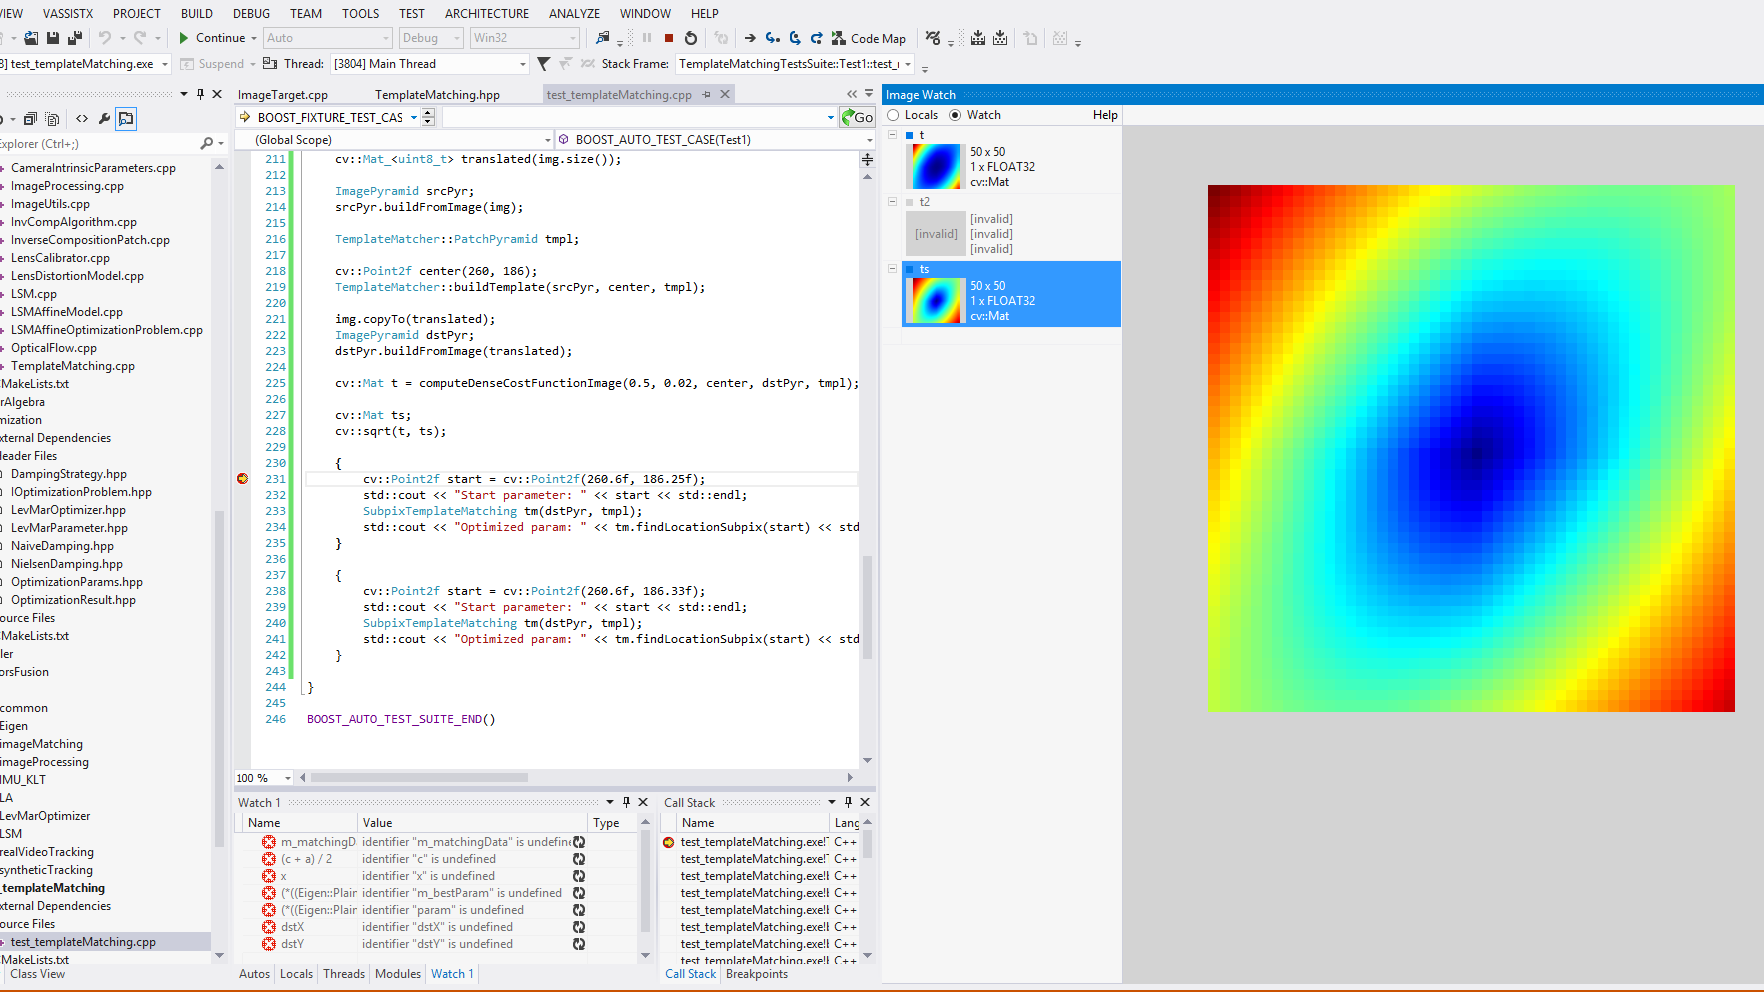 VIEW VASSISTX PROJECT BUILD DEBUG TEAM TOOLS TEST ARCHITECTURE ANALYZE WINDOW HELP
Continue Auto Debug Win32 Code Map
] test_templateMatching.exe Suspend Thread: [3804] Main Thread Stack Frame: TemplateMatchingTestsSuite::Test1::test_
ImageTarget.cpp TemplateMatching.hpp test_templateMatching.cpp
BOOST_FIXTURE_TEST_CAS Go
(Global Scope) BOOST_AUTO_TEST_CASE(Test1)
Explorer (Ctrl+;)
CameraIntrinsicParameters.cpp
ImageProcessing.cpp
ImageUtils.cpp
InvCompAlgorithm.cpp
InverseCompositionPatch.cpp
LensCalibrator.cpp
LensDistortionModel.cpp
LSM.cpp
LSMAffineModel.cpp
LSMAffineOptimizationProblem.cpp
OpticalFlow.cpp
TemplateMatching.cpp
CMakeLists.txt
rAlgebra
mization
xternal Dependencies
eader Files
DampingStrategy.hpp
IOptimizationProblem.hpp
LevMarOptimizer.hpp
LevMarParameter.hpp
NaiveDamping.hpp
NielsenDamping.hpp
OptimizationParams.hpp
OptimizationResult.hpp
ource Files
CMakeLists.txt
ler
orsFusion
common
Eigen
imageMatching
imageProcessing
IMU_KLT
LA
LevMarOptimizer
LSM
realVideoTracking
syntheticTracking
_templateMatching
xternal Dependencies
ource Files
test_templateMatching.cpp
CMakeLists.txt
Class View
211 cv::Mat_<uint8_t> translated(img.size());
212
213 ImagePyramid srcPyr;
214 srcPyr.buildFromImage(img);
215
216 TemplateMatcher::PatchPyramid tmpl;
217
218 cv::Point2f center(260, 186);
219 TemplateMatcher::buildTemplate(srcPyr, center, tmpl);
220
221 img.copyTo(translated);
222 ImagePyramid dstPyr;
223 dstPyr.buildFromImage(translated);
224
225 cv::Mat t = computeDenseCostFunctionImage(0.5, 0.02, center, dstPyr, tmpl);
226
227 cv::Mat ts;
228 cv::sqrt(t, ts);
229
230 {
231 cv::Point2f start = cv::Point2f(260.6f, 186.25f);
232 std::cout << "Start parameter: " << start << std::endl;
233 SubpixTemplateMatching tm(dstPyr, tmpl);
234 std::cout << "Optimized param: " << tm.findLocationSubpix(start) << std
235 }
236
237 {
238 cv::Point2f start = cv::Point2f(260.6f, 186.33f);
239 std::cout << "Start parameter: " << start << std::endl;
240 SubpixTemplateMatching tm(dstPyr, tmpl);
241 std::cout << "Optimized param: " << tm.findLocationSubpix(start) << std
242 }
243
244 }
245
246 BOOST_AUTO_TEST_SUITE_END()
100 %
Watch 1
Name Value Type
m_matchingD identifier "m_matchingData" is undefine
(c + a) / 2 identifier "c" is undefined
x identifier "x" is undefined
(*((Eigen::Plain identifier "m_bestParam" is undefined
(*((Eigen::Plain identifier "param" is undefined
dstX identifier "dstX" is undefined
dstY identifier "dstY" is undefined
Autos Locals Threads Modules Watch 1
Call Stack
Name Lang
test_templateMatching.exe!T C++
test_templateMatching.exe!b C++
test_templateMatching.exe!b C++
test_templateMatching.exe!b C++
test_templateMatching.exe!b C++
test_templateMatching.exe!b C++
test_templateMatching.exe!b C++
test_templateMatching.exe!b C++
Call Stack Breakpoints
Image Watch
Locals Watch Help
t
50 x 50
1 x FLOAT32
cv::Mat
t2
[invalid]
[invalid]
[invalid]
[invalid]
ts
50 x 50
1 x FLOAT32
cv::Mat